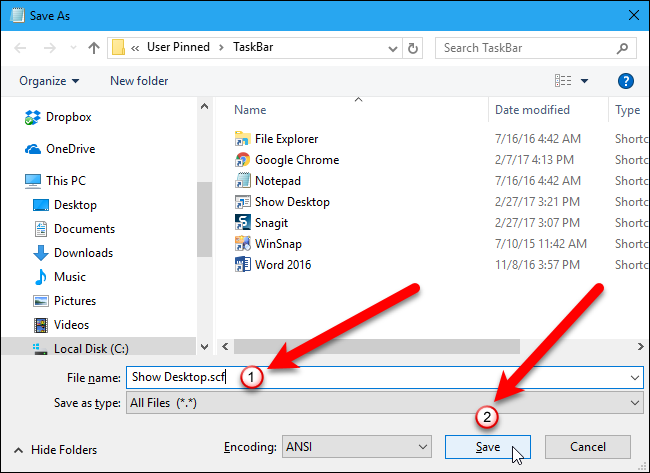 Save As
« User Pinned > TaskBar
Search TaskBar
Organize
New folder
?
Dropbox
OneDrive
This PC
Desktop
Documents
Downloads
Music
Pictures
Videos
Local Disk (C:)
Name Date modified Type
File Explorer 7/16/16 4:42 AM Shortc
Google Chrome 2/7/17 4:13 PM Shortc
Notepad 7/16/16 4:42 AM Shortc
Show Desktop 2/27/17 3:21 PM Shortc
Snagit 2/27/17 3:07 PM Shortc
WinSnap 7/10/15 11:42 AM Shortc
Word 2016 11/8/16 3:57 PM Shortc
File name: Show Desktop.scf 1
Save as type: All Files (*.*)
2
Hide Folders Encoding: ANSI Save Cancel